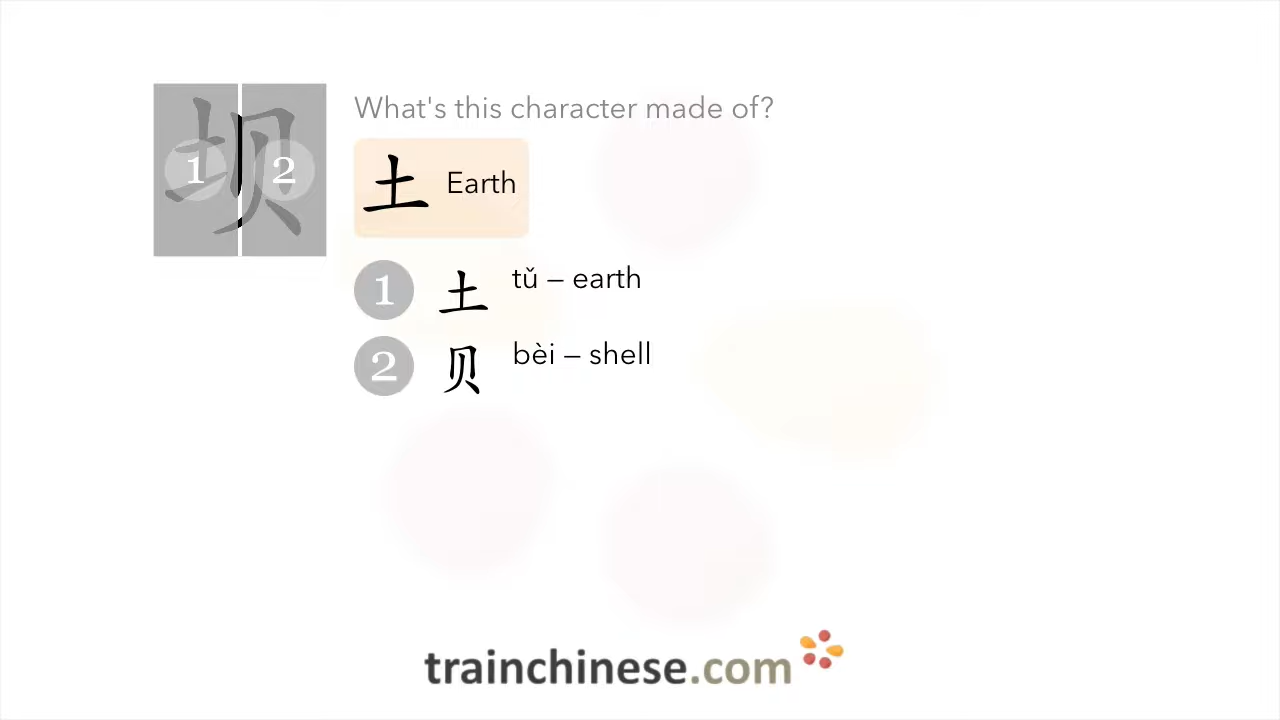 坝
1 2
What's this character made of?
土 Earth
1 土 tǔ – earth
2 贝 bèi – shell
trainchinese.com